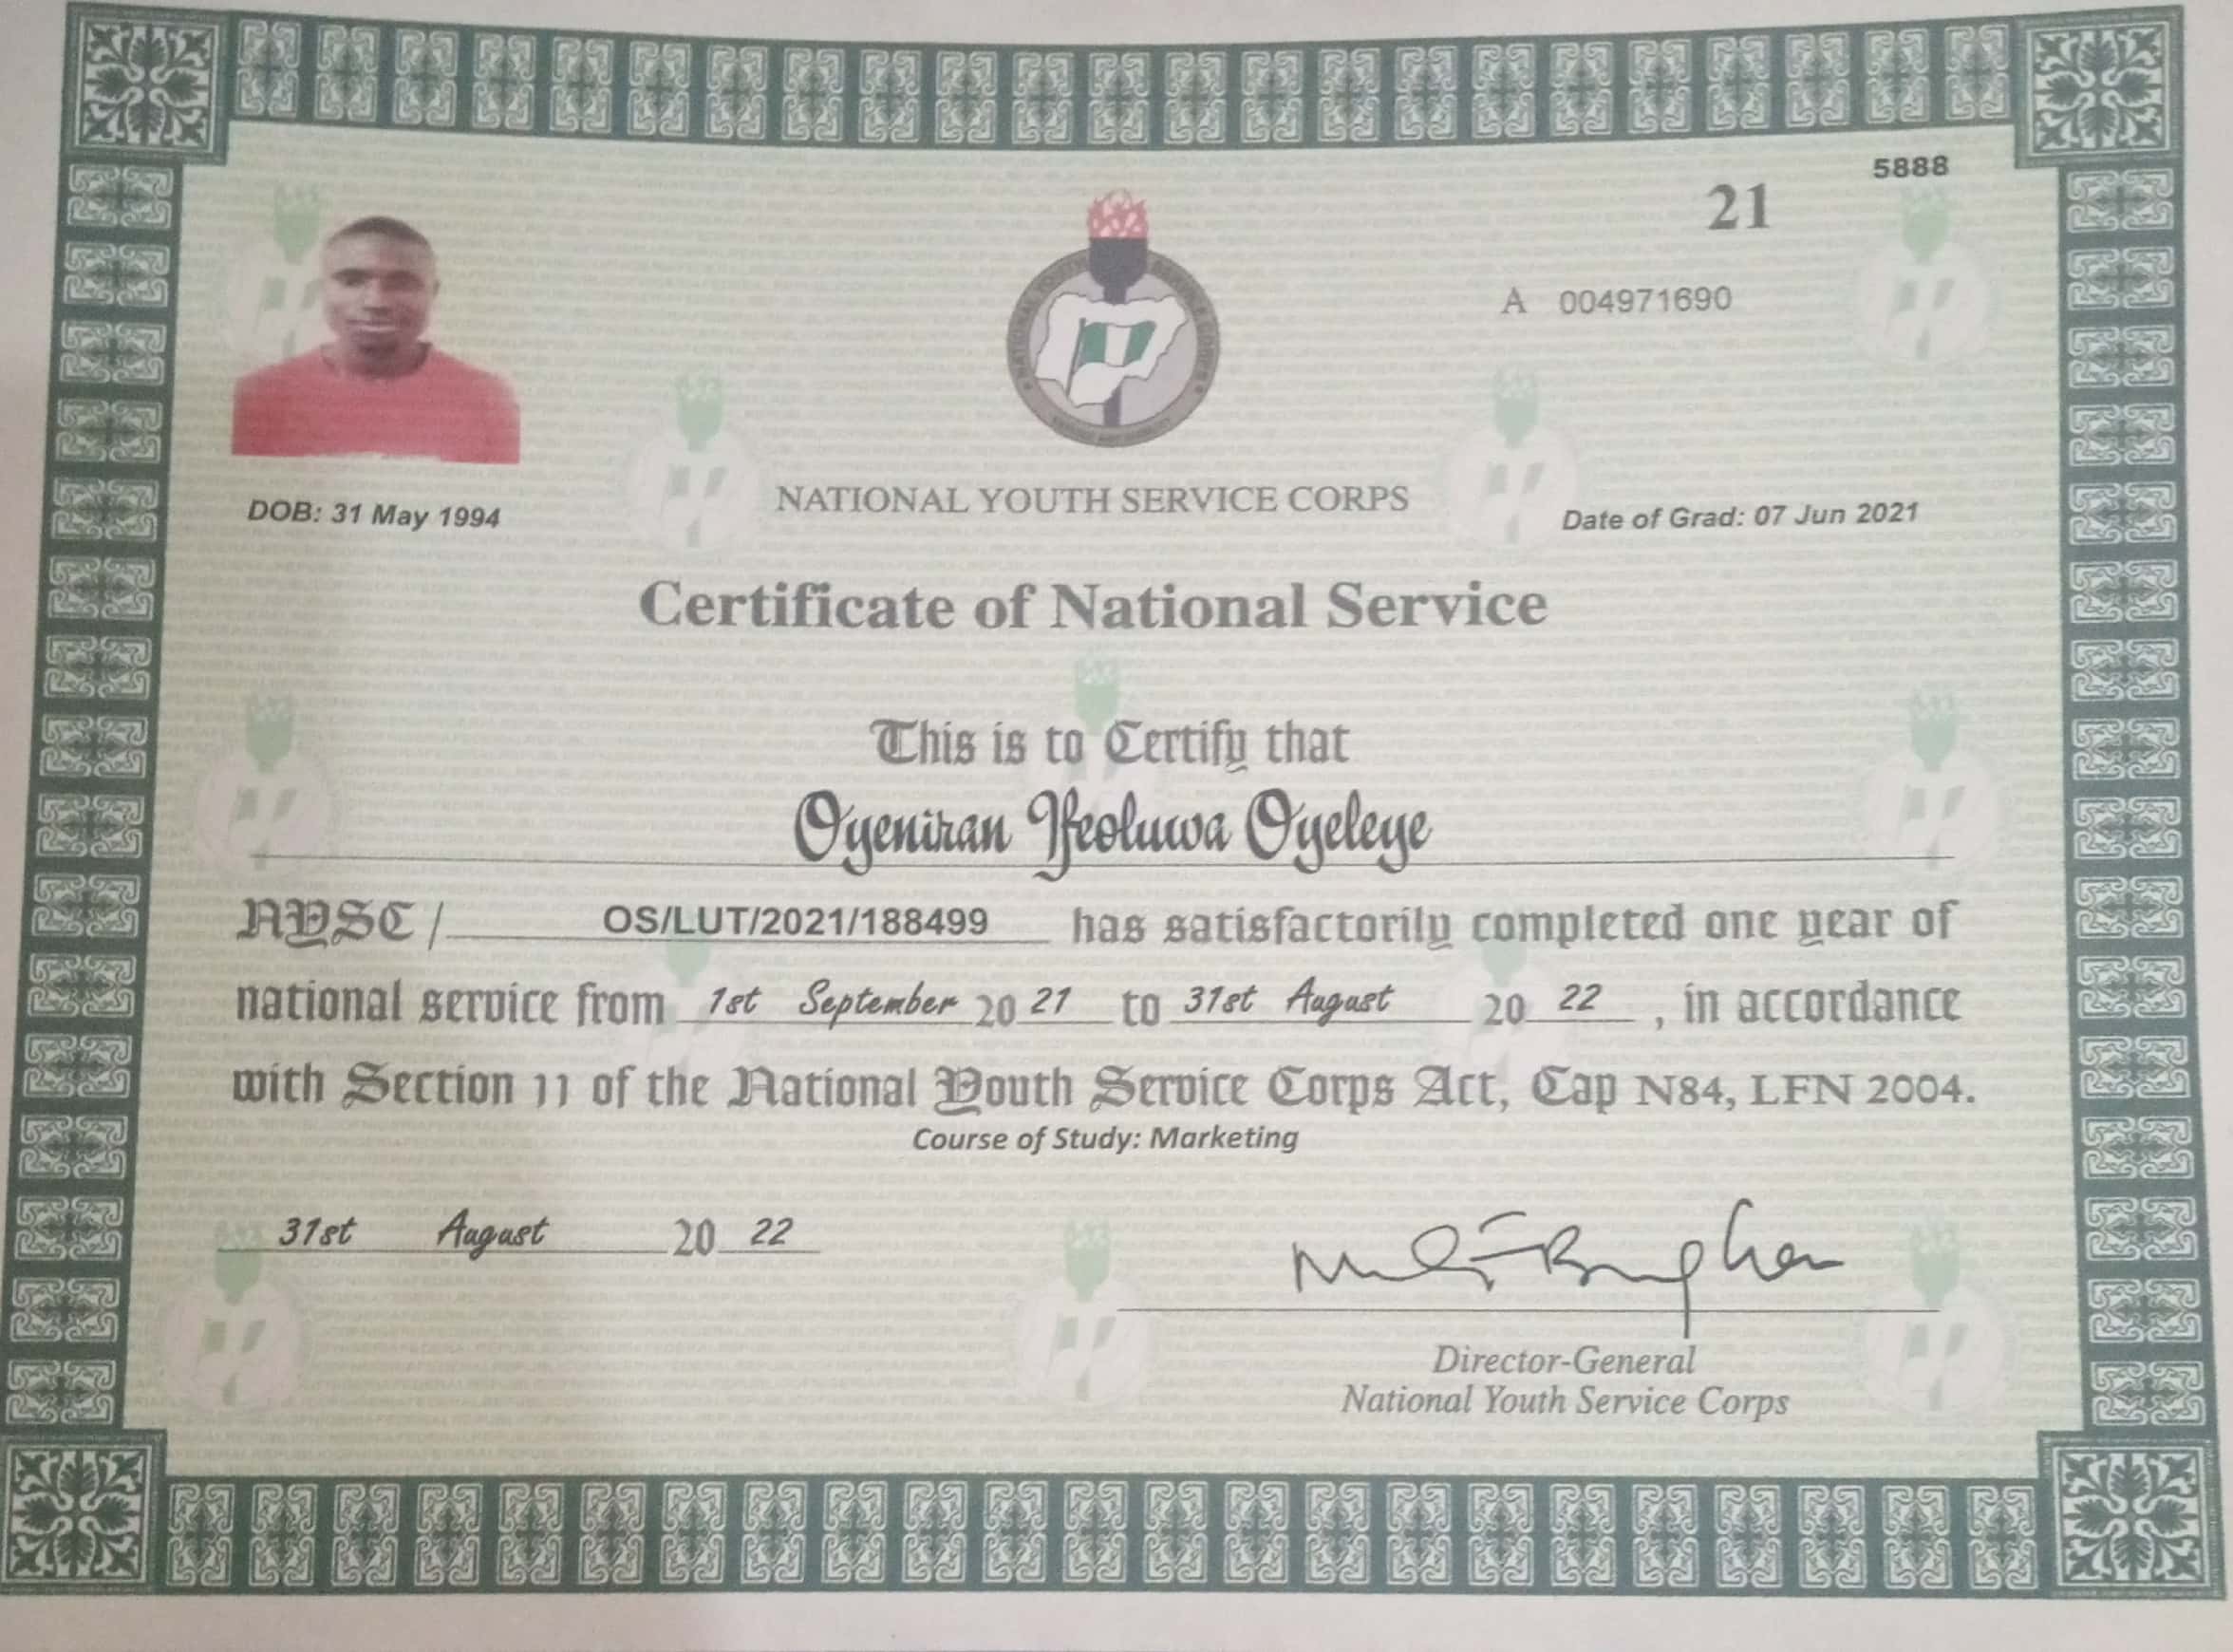 5888
21
A 004971690
DOB: 31 May 1994
NATIONAL YOUTH SERVICE CORPS
Date of Grad: 07 Jun 2021
Certificate of National Service
This is to Certify that
Oyeniran Ifeoluwa Oyeleye
NYSC / OS/LUT/2021/188499 has satisfactorily completed one year of
national service from 1st September 20 21 to 31st August 20 22 , in accordance
with Section 11 of the National Youth Service Corps Act, Cap N84, LFN 2004.
Course of Study: Marketing
31st August 20 22
Director-General
National Youth Service Corps